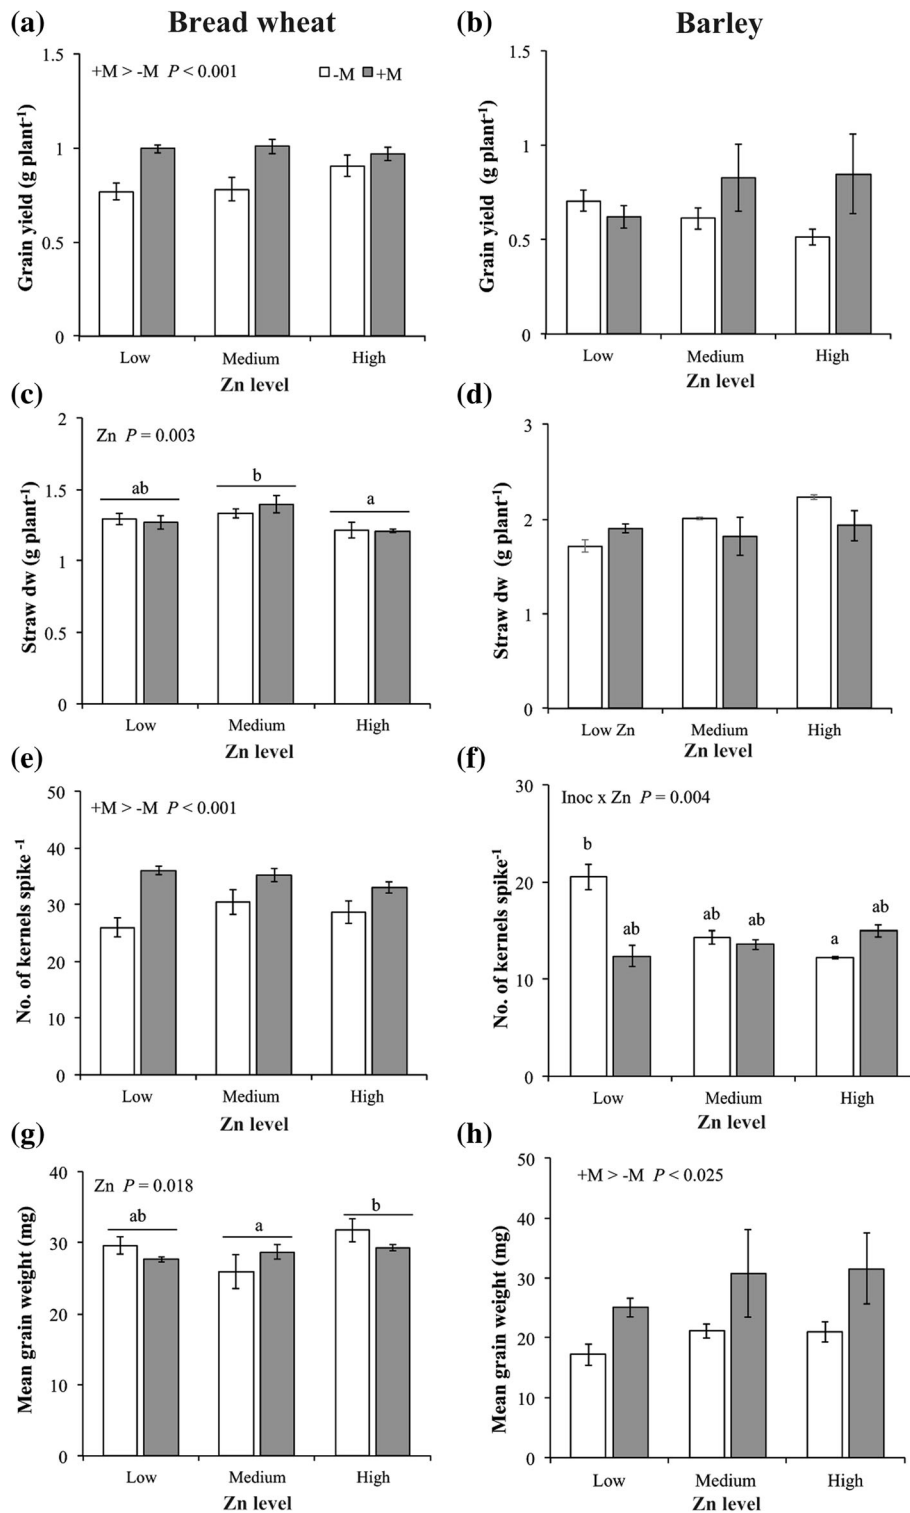 (a) Bread wheat
(b) Barley
+M > -M P < 0.001
-M +M
Grain yield (g plant-1)
1.5
1
0.5
0
Low Medium High
Zn level
Grain yield (g plant-1)
1.5
1
0.5
0
Low Medium High
Zn level
(c)
Zn P = 0.003
Straw dw (g plant-1)
2
1.5
1
0.5
0
ab b a
Low Medium High
Zn level
(d)
Straw dw (g plant-1)
3
2
1
0
Low Zn Medium High
Zn level
(e)
+M > -M P < 0.001
No. of kernels spike-1
50
40
30
20
10
0
Low Medium High
Zn level
(f)
Inoc x Zn P = 0.004
No. of kernels spike-1
30
20
10
0
b ab ab ab a ab
Low Medium High
Zn level
(g)
Zn P = 0.018
Mean grain weight (mg)
40
30
20
10
0
ab a b
Low Medium High
Zn level
(h)
+M > -M P < 0.025
Mean grain weight (mg)
50
40
30
20
10
0
Low Medium High
Zn level